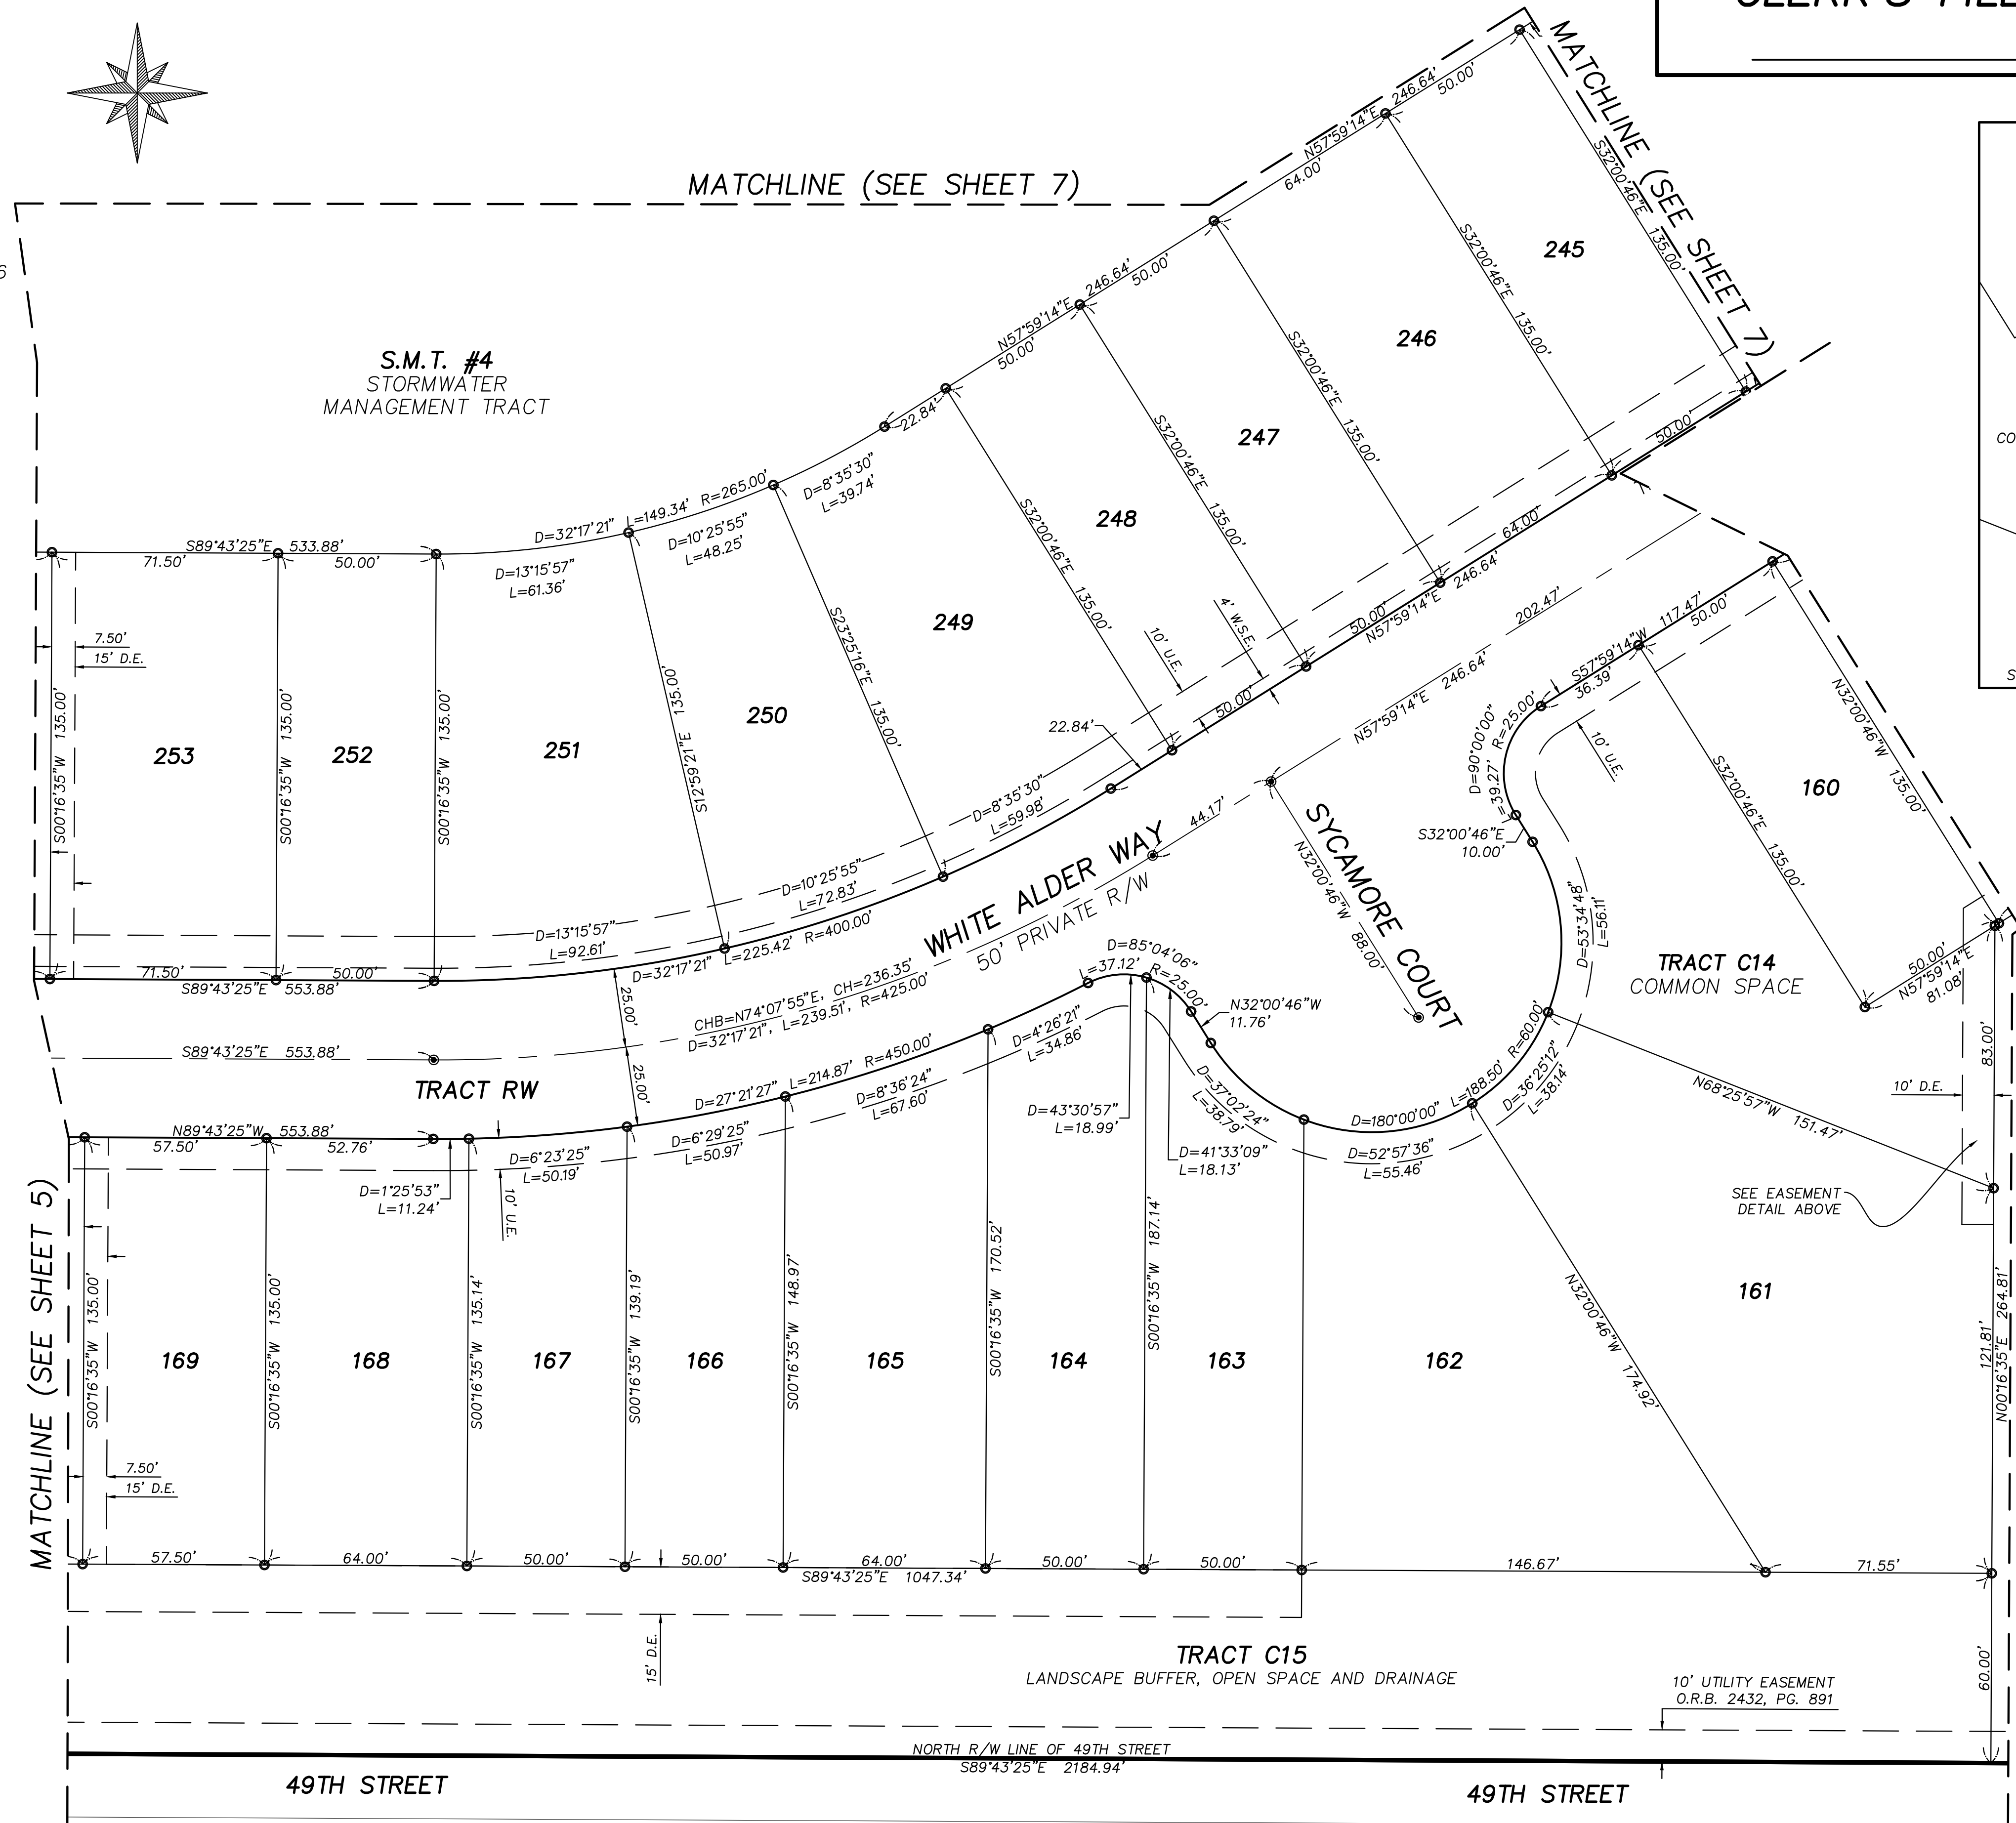 MATCHLINE (SEE SHEET 7)
MATCHLINE (SEE SHEET 7)
N57°59'14"E 246.64'
64.00'
50.00'
S32°00'46"E 135.00'
245
S32°00'46"E 135.00'
246
N57°59'14"E 246.64'
50.00'
50.00'
S32°00'46"E 135.00'
247
S32°00'46"E 135.00'
248
22.84'
S32°00'46"E 135.00'
249
S.M.T. #4
STORMWATER
MANAGEMENT TRACT
S89°43'25"E 533.88'
71.50'
50.00'
D=32°17'21" L=149.34' R=265.00'
D=13°15'57"
L=61.36'
D=10°25'55"
L=48.25'
D=8°35'30"
L=39.74'
7.50'
15' D.E.
S00°16'35"W 135.00'
253
S00°16'35"W 135.00'
252
S00°16'35"W 135.00'
251
S12°59'21"E 135.00'
250
S23°25'16"E 135.00'
10' U.E.
4' W.S.E.
22.84'
50.00'
50.00'
N57°59'14"E 246.64'
64.00'
50.00'
D=8°35'30"
L=59.98'
D=10°25'55"
L=72.83'
D=13°15'57"
L=92.61'
D=32°17'21" L=225.42' R=400.00'
71.50'
50.00'
S89°43'25"E 553.88'
WHITE ALDER WAY
50' PRIVATE R/W
44.17'
N57°59'14"E 246.64'
202.47'
SYCAMORE COURT
N32°00'46"W 88.00'
CHB=N74°07'55"E, CH=236.35'
D=32°17'21", L=239.51', R=425.00'
25.00'
25.00'
S89°43'25"E 553.88'
TRACT RW
S57°59'14"W 117.47'
36.39'
50.00'
D=90°00'00" R=25.00'
L=39.27'
10' U.E.
S32°00'46"E
10.00'
S32°00'46"E 135.00'
160
N32°00'46"W 135.00'
D=53°34'48"
L=56.11'
TRACT C14
COMMON SPACE
50.00'
N57°59'14"E
81.08'
83.00'
10' D.E.
N68°25'57"W 151.47'
SEE EASEMENT
DETAIL ABOVE
D=85°04'06"
L=37.12' R=25.00'
N32°00'46"W
11.76'
D=43°30'57"
L=18.99'
D=41°33'09"
L=18.13'
D=37°02'24"
L=38.79'
D=180°00'00" L=188.50' R=60.00'
D=52°57'36"
L=55.46'
D=36°25'12"
L=38.14'
N89°43'25"W 553.88'
57.50'
52.76'
D=1°25'53"
L=11.24'
10' U.E.
D=27°21'27" L=214.87' R=450.00'
D=6°23'25"
L=50.19'
D=6°29'25"
L=50.97'
D=8°36'24"
L=67.60'
D=4°26'21"
L=34.86'
MATCHLINE (SEE SHEET 5)
S00°16'35"W 135.00'
169
S00°16'35"W 135.00'
168
S00°16'35"W 135.14'
167
S00°16'35"W 139.19'
166
S00°16'35"W 148.97'
165
S00°16'35"W 170.52'
164
S00°16'35"W 187.14'
163
162
N32°00'46"W 174.92'
161
121.81'
N00°16'35"E 264.81'
7.50'
15' D.E.
57.50'
64.00'
50.00'
50.00'
64.00'
50.00'
50.00'
146.67'
71.55'
S89°43'25"E 1047.34'
15' D.E.
TRACT C15
LANDSCAPE BUFFER, OPEN SPACE AND DRAINAGE
10' UTILITY EASEMENT
O.R.B. 2432, PG. 891
60.00'
NORTH R/W LINE OF 49TH STREET
S89°43'25"E 2184.94'
49TH STREET
49TH STREET